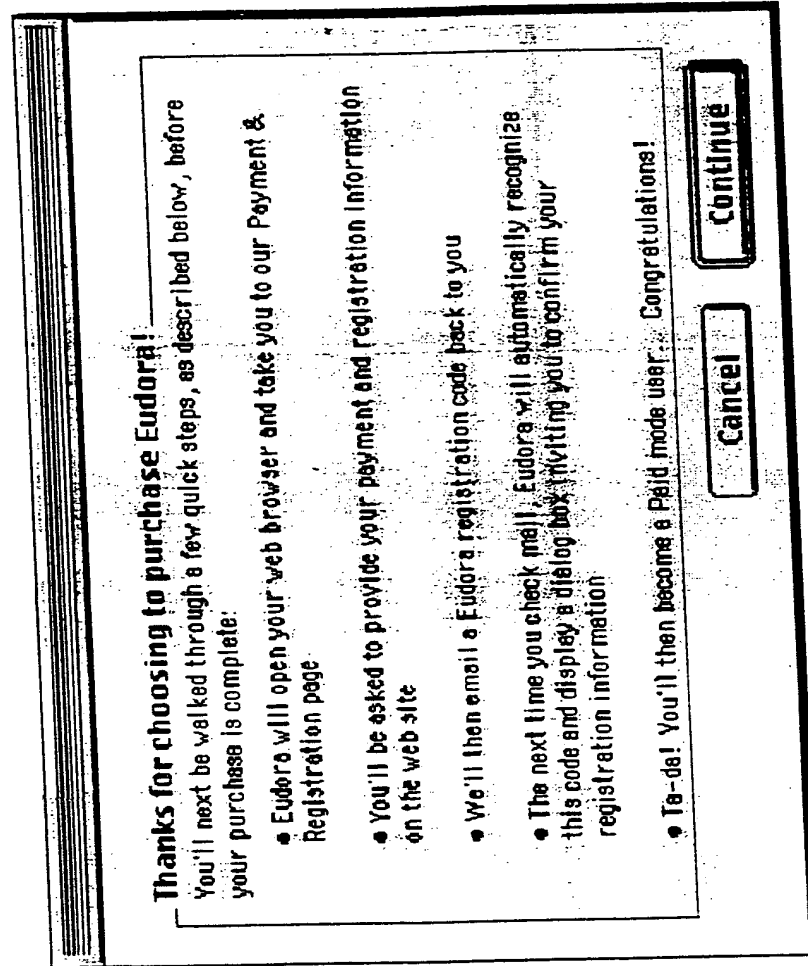 Thanks for choosing to purchase Eudora!
You'll next be walked through a few quick steps, as described below, before
your purchase is complete:
• Eudora will open your web browser and take you to our Payment &
Registration page
• You'll be asked to provide your payment and registration information
on the web site
• We'll then email a Eudora registration code back to you
• The next time you check mail, Eudora will automatically recognize
this code and display a dialog box inviting you to confirm your
registration information
• Ta-da! You'll then become a Paid mode user... Congratulations!
Cancel
Continue